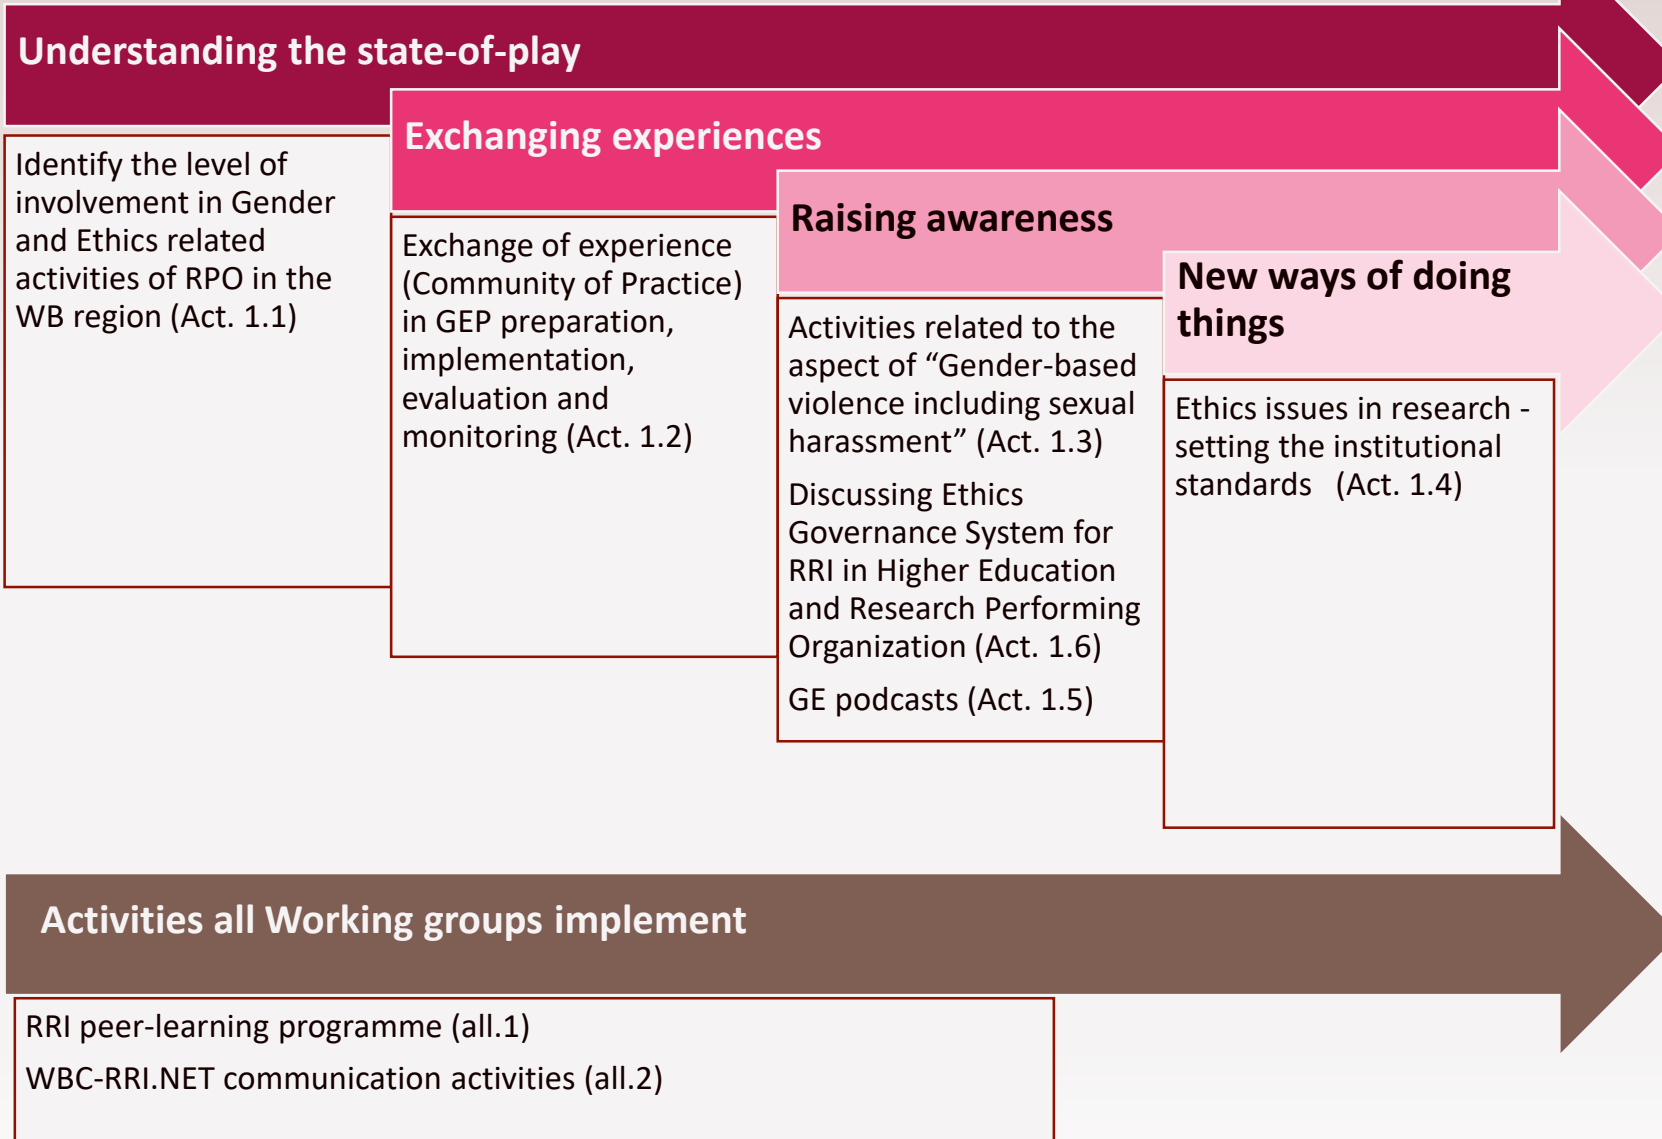 Understanding the state-of-play
Identify the level of
involvement in Gender
and Ethics related
activities of RPO in the
WB region (Act. 1.1)
Exchanging experiences
Exchange of experience
(Community of Practice)
in GEP preparation,
implementation,
evaluation and
monitoring (Act. 1.2)
Raising awareness
Activities related to the
aspect of “Gender-based
violence including sexual
harassment” (Act. 1.3)
Discussing Ethics
Governance System for
RRI in Higher Education
and Research Performing
Organization (Act. 1.6)
GE podcasts (Act. 1.5)
New ways of doing
things
Ethics issues in research -
setting the institutional
standards   (Act. 1.4)
Activities all Working groups implement
RRI peer-learning programme (all.1)
WBC-RRI.NET communication activities (all.2)